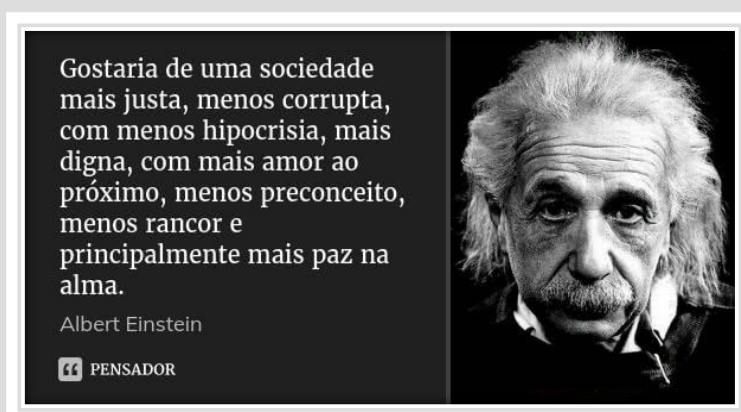 Gostaria de uma sociedade
mais justa, menos corrupta,
com menos hipocrisia, mais
digna, com mais amor ao
próximo, menos preconceito,
menos rancor e
principalmente mais paz na
alma.
Albert Einstein
PENSADOR